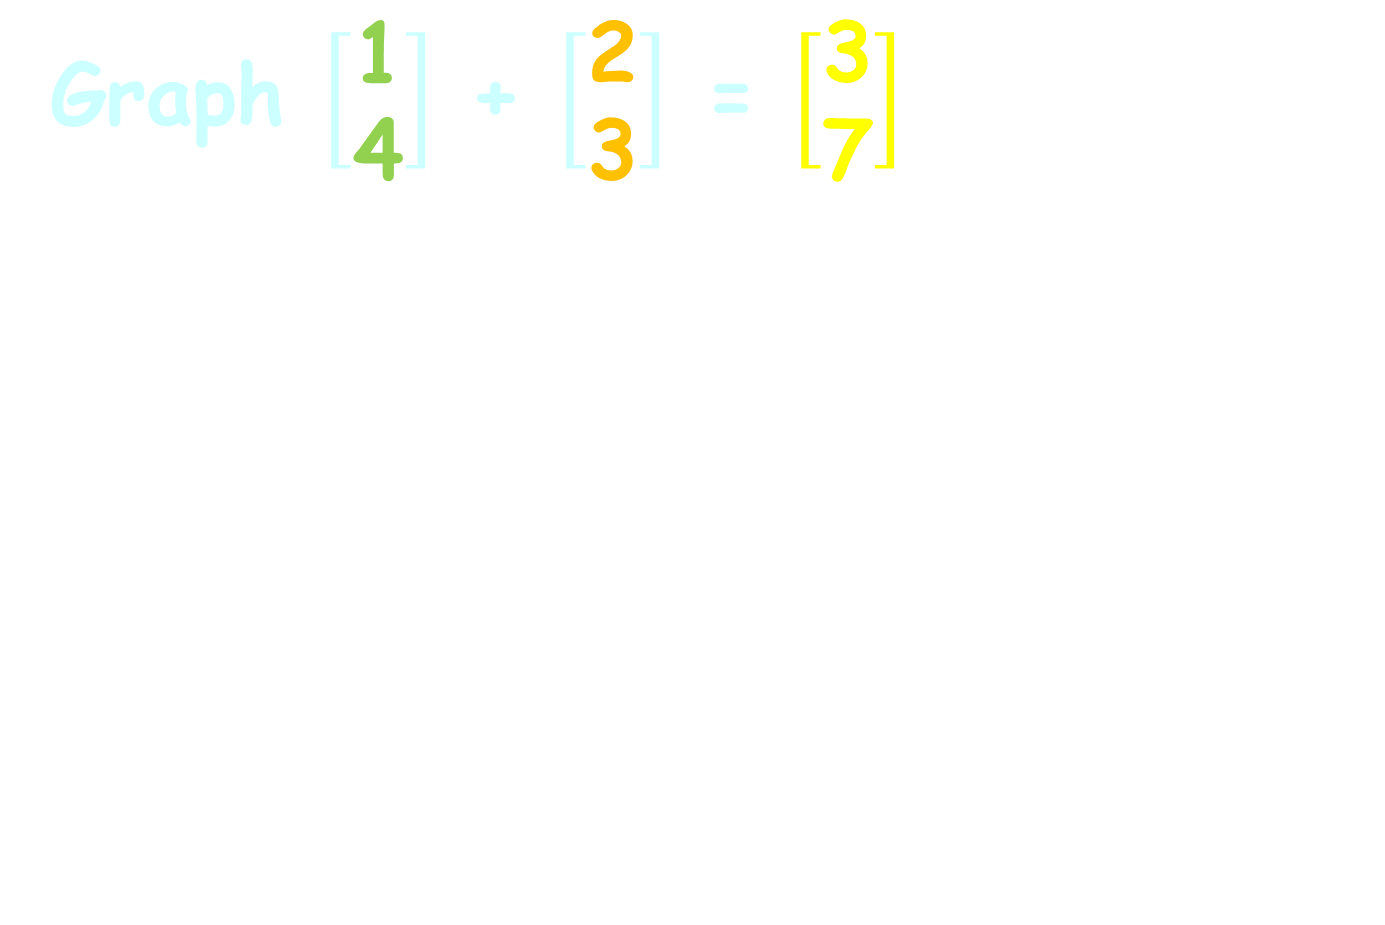 Graph [1 4] + [2 3] = [3 7]